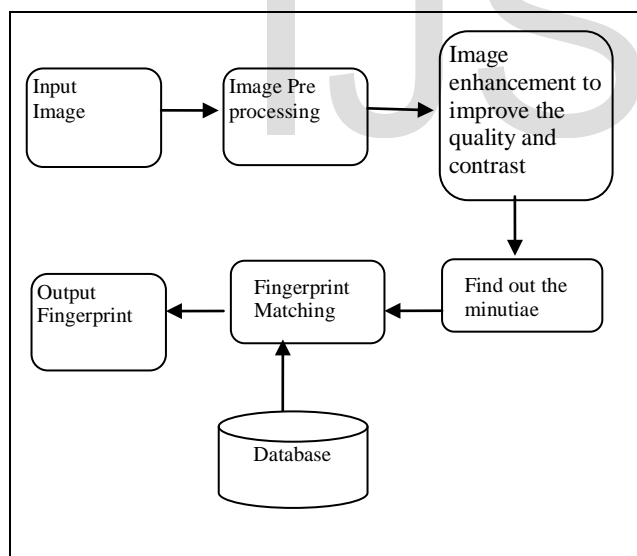 Input
Image
Image Pre
processing
Image
enhancement to
improve the
quality and
contrast
Find out the
minutiae
Fingerprint
Matching
Output
Fingerprint
Database